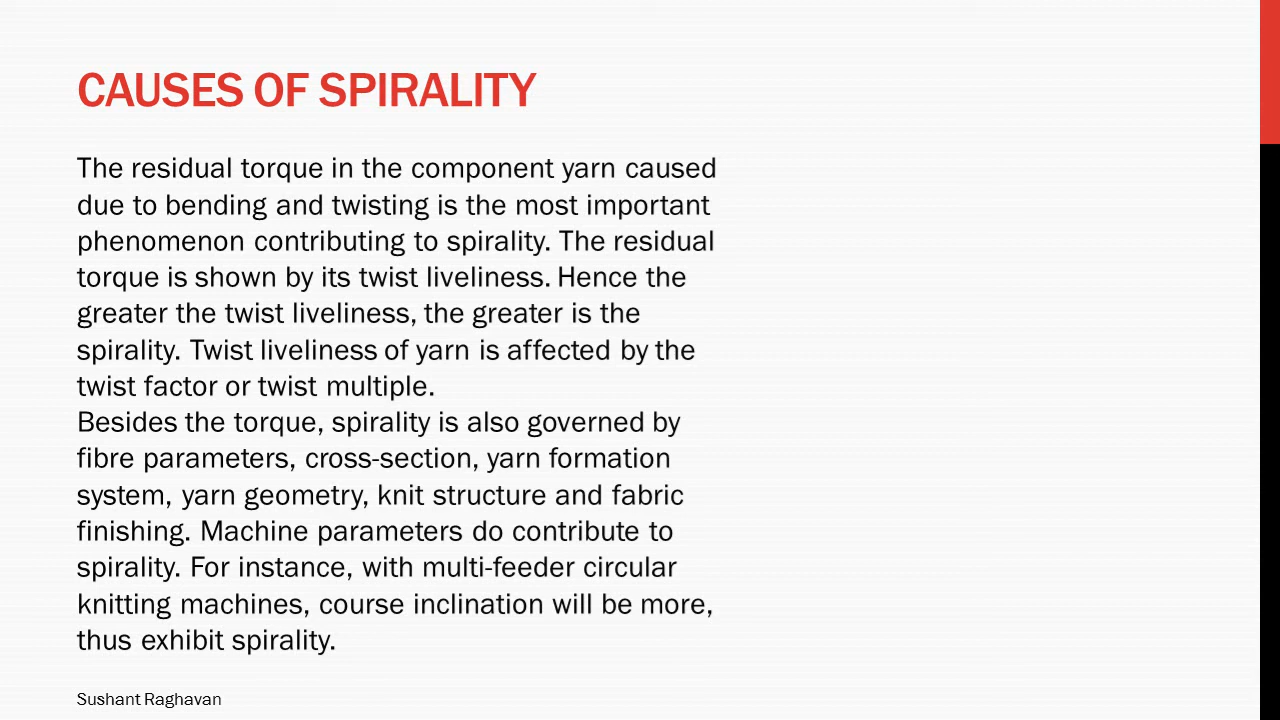 CAUSES OF SPIRALITY
The residual torque in the component yarn caused
due to bending and twisting is the most important
phenomenon contributing to spirality. The residual
torque is shown by its twist liveliness. Hence the
greater the twist liveliness, the greater is the
spirality. Twist liveliness of yarn is affected by the
twist factor or twist multiple.
Besides the torque, spirality is also governed by
fibre parameters, cross-section, yarn formation
system, yarn geometry, knit structure and fabric
finishing. Machine parameters do contribute to
spirality. For instance, with multi-feeder circular
knitting machines, course inclination will be more,
thus exhibit spirality.
Sushant Raghavan